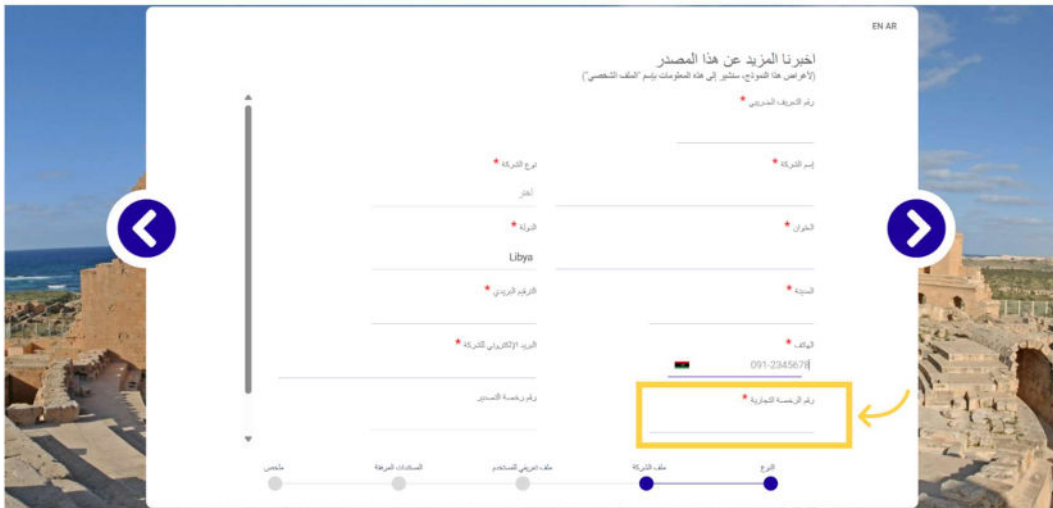 EN AR
اخبرنا المزيد عن هذا المصدر
(لأغراض هذا النموذج، سنشير إلى هذه المعلومات بإسم "الملف الشخصي")
رقم التعريف الضريبي *
إسم الشركة *
نوع الشركة *
اختر
العنوان *
الدولة *
Libya
المدينة *
الترقيم البريدي *
الهاتف *
091-2345678
البريد الإلكتروني للشركة *
رقم الرخصة التجارية *
رقم رخصة التصدير
النوع
ملف الشركة
ملف تعريفي للمستخدم
المستندات المرفقة
ملخص